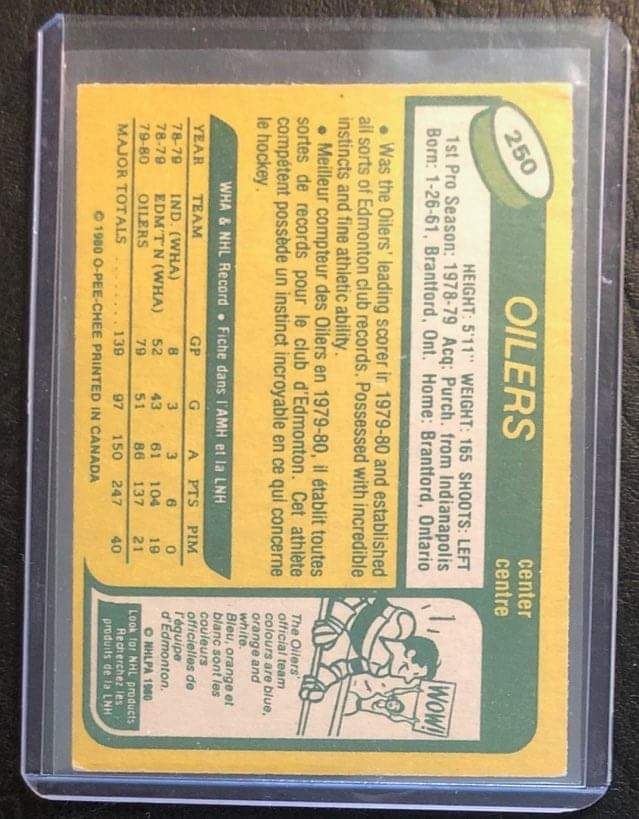 250
OILERS
center
centre
HEIGHT: 5'11" WEIGHT: 165 SHOOTS: LEFT
1st Pro Season: 1978-79 Acq: Purch. from Indianapolis
Born: 1-26-61, Brantford, Ont. Home: Brantford, Ontario
• Was the Oilers' leading scorer in 1979-80 and established
all sorts of Edmonton club records. Possessed with incredible
instincts and fine athletic ability.
• Meilleur compteur des Oilers en 1979-80, il établit toutes
sortes de records pour le club d'Edmonton. Cet athlète
compétent possède un instinct incroyable en ce qui concerne
le hockey.
WHA & NHL Record • Fiche dans l'AMH et la LNH
YEAR TEAM GP G A PTS PIM
78-79 IND. (WHA) 8 3 3 6 0
78-79 EDM'T'N (WHA) 52 43 61 104 19
79-80 OILERS 79 51 86 137 21
MAJOR TOTALS ........ 139 97 150 247 40
© 1980 O-PEE-CHEE PRINTED IN CANADA
WOW!
The Oilers'
official team
colours are blue,
orange and
white.
Bleu, orange et
blanc sont les
couleurs
officielles de
l'équipe
d'Edmonton.
© NHLPA 1980
Look for NHL products
Recherchez les
produits de la LNH